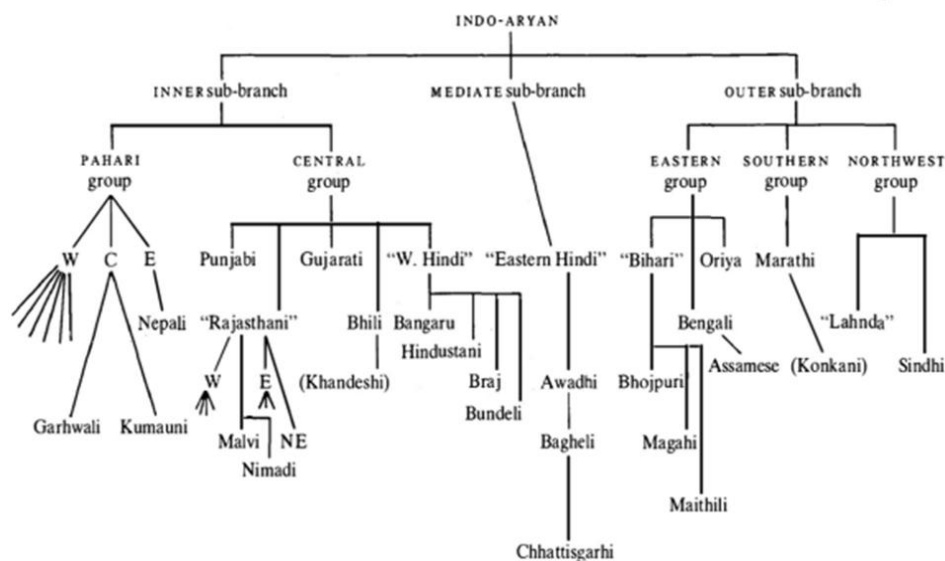 INDO-ARYAN
INNER sub-branch
MEDIATE sub-branch
OUTER sub-branch
PAHARI
group
CENTRAL
group
EASTERN
group
SOUTHERN
group
NORTHWEST
group
W
C
E
Punjabi
Gujarati
"W. Hindi"
"Eastern Hindi"
"Bihari"
Oriya
Marathi
Nepali
"Rajasthani"
Bhili
Bangaru
Hindustani
Bengali
"Lahnda"
Assamese
(Konkani)
Sindhi
W
E
(Khandeshi)
Braj
Awadhi
Bhojpuri
Bundeli
Garhwali
Kumauni
Malvi
NE
Bagheli
Magahi
Nimadi
Maithili
Chhattisgarhi